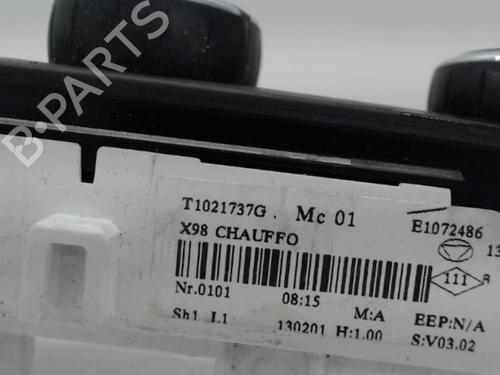 B-PARTS
T1021737G . Mc 01 E1072486
X98 CHAUFFO 13
111 8
Nr.0101 08:15 M:A EEP:N/A
Sh1 L1 130201 H:1.00 S:V03.02